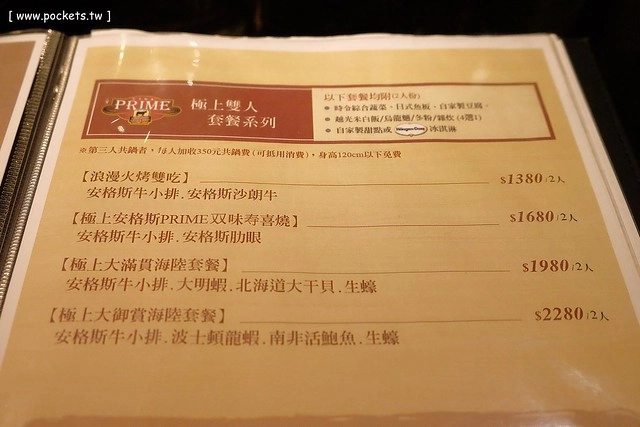 [ www.pockets.tw ]
PRIME
極上雙人
套餐系列
以下套餐均附(2人份)
● 時令綜合蔬菜、日式魚板、自家製豆腐。
● 越光米白飯/烏龍麵/冬粉/雜炊 (4選1)
● 自家製甜點或 Häagen-Dazs 冰淇淋
※第三人共鍋者，每人加收350元共鍋費(可抵用消費)，身高120cm以下免費
【浪漫火烤雙吃】 $1380/2人
安格斯牛小排.安格斯沙朗牛
【極上安格斯PRIME双味寿喜燒】 $1680/2人
安格斯牛小排.安格斯肋眼
【極上大滿貫海陸套餐】 $1980/2人
安格斯牛小排.大明蝦.北海道大干貝.生蠔
【極上大御賞海陸套餐】 $2280/2人
安格斯牛小排.波士頓龍蝦.南非活鮑魚.生蠔